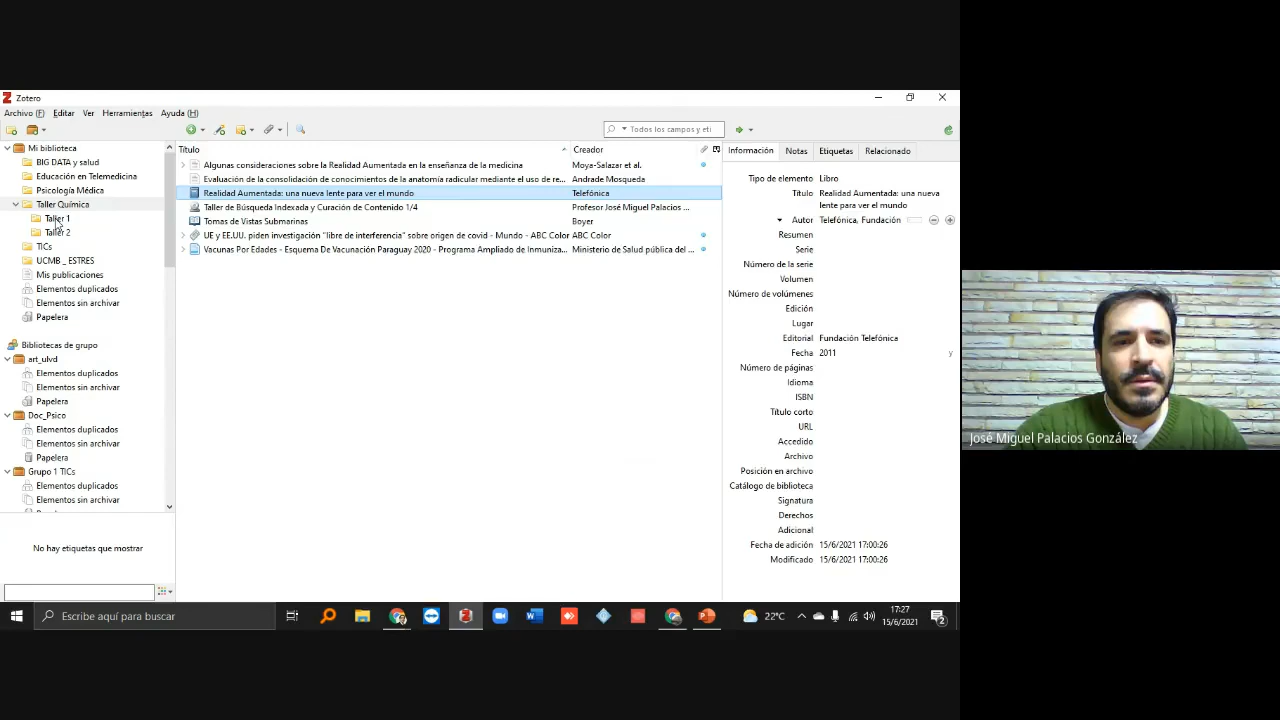 Zotero
Archivo (F) Editar Ver Herramientas Ayuda (H)
Todos los campos y eti
Mi biblioteca
BIG DATA y salud
Educación en Telemedicina
Psicología Médica
Taller Química
Taller 1
Taller 2
TICs
UCMB _ ESTRES
Mis publicaciones
Elementos duplicados
Elementos sin archivar
Papelera
Bibliotecas de grupo
art_ulvd
Elementos duplicados
Elementos sin archivar
Papelera
Doc_Psico
Elementos duplicados
Elementos sin archivar
Papelera
Grupo 1 TICs
Elementos duplicados
Elementos sin archivar
No hay etiquetas que mostrar
Título Creador
Algunas consideraciones sobre la Realidad Aumentada en la enseñanza de la medicina Moya-Salazar et al.
Evaluación de la consolidación de conocimientos de la anatomía radicular mediante el uso de re... Andrade Mosqueda
Realidad Aumentada: una nueva lente para ver el mundo Telefónica
Taller de Búsqueda Indexada y Curación de Contenido 1/4 Profesor José Miguel Palacios ...
Tomas de Vistas Submarinas Boyer
UE y EE.UU. piden investigación "libre de interferencia" sobre origen de covid - Mundo - ABC Color ABC Color
Vacunas Por Edades - Esquema De Vacunación Paraguay 2020 - Programa Ampliado de Inmuniza... Ministerio de Salud pública del ...
Información Notas Etiquetas Relacionado
Tipo de elemento Libro
Título Realidad Aumentada: una nueva
lente para ver el mundo
Autor Telefónica, Fundación
Resumen
Serie
Número de la serie
Volumen
Número de volúmenes
Edición
Lugar
Editorial Fundación Telefónica
Fecha 2011 y
Número de páginas
Idioma
ISBN
Título corto
URL
Accedido
Archivo
Posición en archivo
Catálogo de biblioteca
Signatura
Derechos
Adicional
Fecha de adición 15/6/2021 17:00:26
Modificado 15/6/2021 17:00:26
José Miguel Palacios González
Escribe aquí para buscar
22°C
17:27
15/6/2021
2